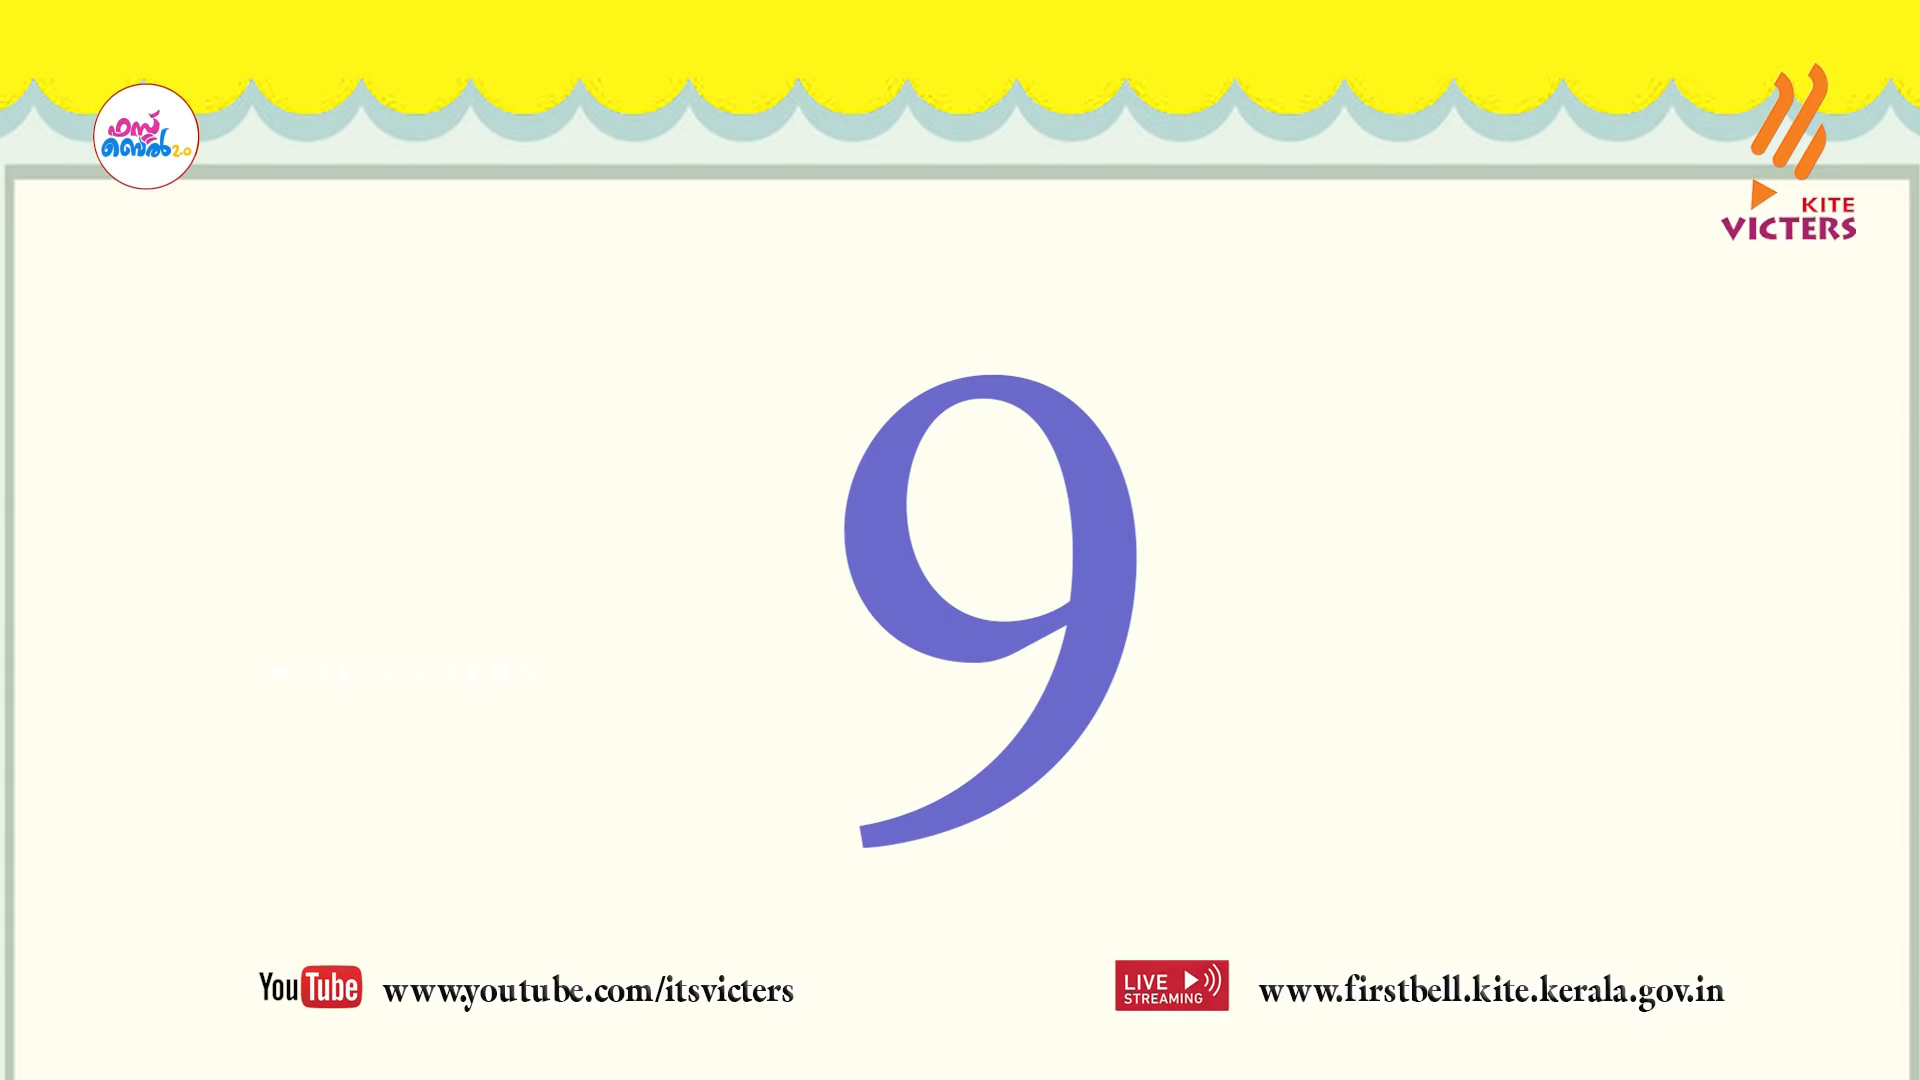 ഫസ്റ്റ്
ബെൽ 2.0
KITE
VICTERS
9
YouTube www.youtube.com/itsvicters
LIVE
STREAMING
www.firstbell.kite.kerala.gov.in